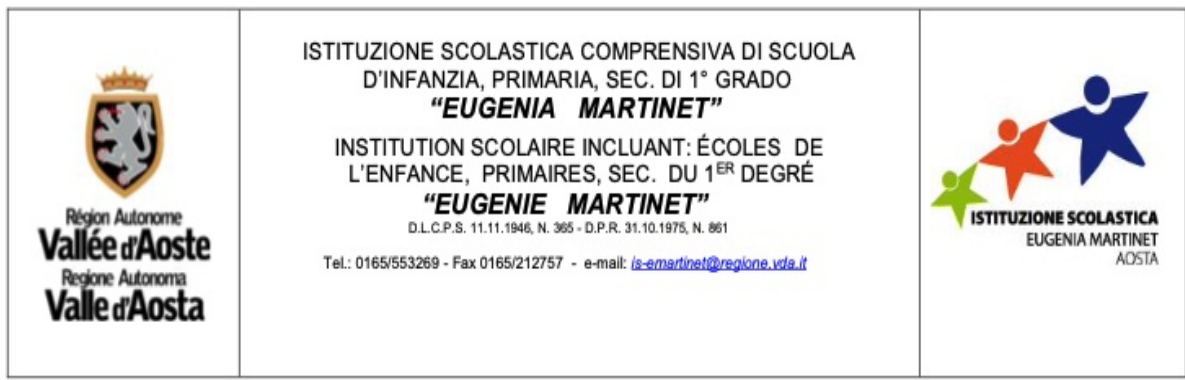 Région Autonome
Vallée d'Aoste
Regione Autonoma
Valle d'Aosta
ISTITUZIONE SCOLASTICA COMPRENSIVA DI SCUOLA
D'INFANZIA, PRIMARIA, SEC. DI 1° GRADO
"EUGENIA MARTINET"
INSTITUTION SCOLAIRE INCLUANT: ÉCOLES DE
L'ENFANCE, PRIMAIRES, SEC. DU 1ER DEGRÉ
"EUGENIE MARTINET"
D.L.C.P.S. 11.11.1946, N. 365 - D.P.R. 31.10.1975, N. 861
Tel.: 0165/553269 - Fax 0165/212757 - e-mail: is-emartinet@regione.vda.it
ISTITUZIONE SCOLASTICA
EUGENIA MARTINET
AOSTA